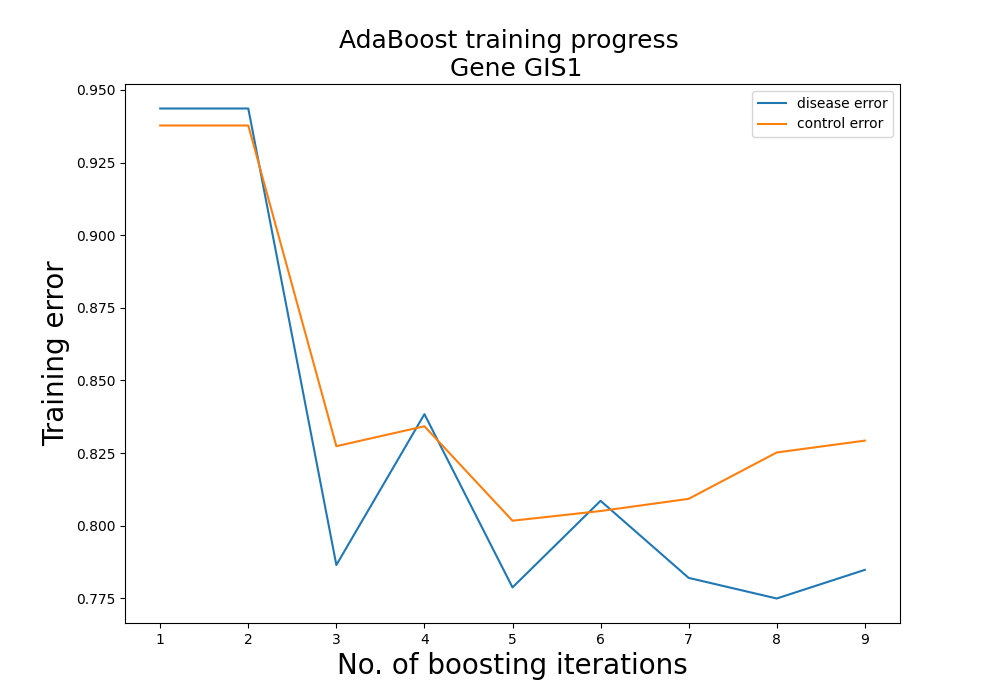 AdaBoost training progress
Gene GIS1
disease error
control error
Training error
0.950
0.925
0.900
0.875
0.850
0.825
0.800
0.775
1 2 3 4 5 6 7 8 9
No. of boosting iterations